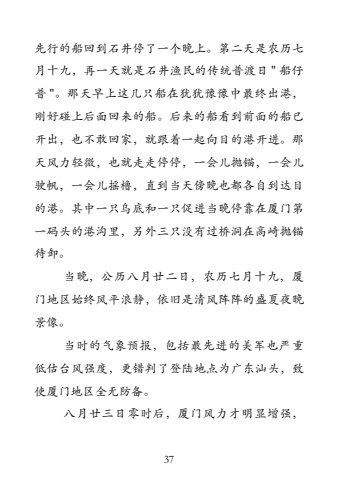 先行的船回到石井停了一个晚上。第二天是农历七
月十九，再一天就是石井渔民的传统普渡日"船仔
普"。那天早上这几只船在犹犹豫豫中最终出港，
刚好碰上后面回来的船。后来的船看到前面的船已
开出，也不敢回家，就跟着一起向目的港开进。那
天风力轻微，也就走走停停，一会儿抛锚，一会儿
驶帆，一会儿摇橹，直到当天傍晚也都各自到达目
的港。其中一只乌底和一只促进当晚停靠在厦门第
一码头的港沟里，另外三只没有过桥洞在高崎抛锚
待卸。
当晚，公历八月廿二日，农历七月十九，厦
门地区始终风平浪静，依旧是清风阵阵的盛夏夜晚
景像。
当时的气象预报，包括最先进的美军也严重
低估台风强度，更错判了登陆地点为广东汕头，致
使厦门地区全无防备。
八月廿三日零时后，厦门风力才明显增强，
37